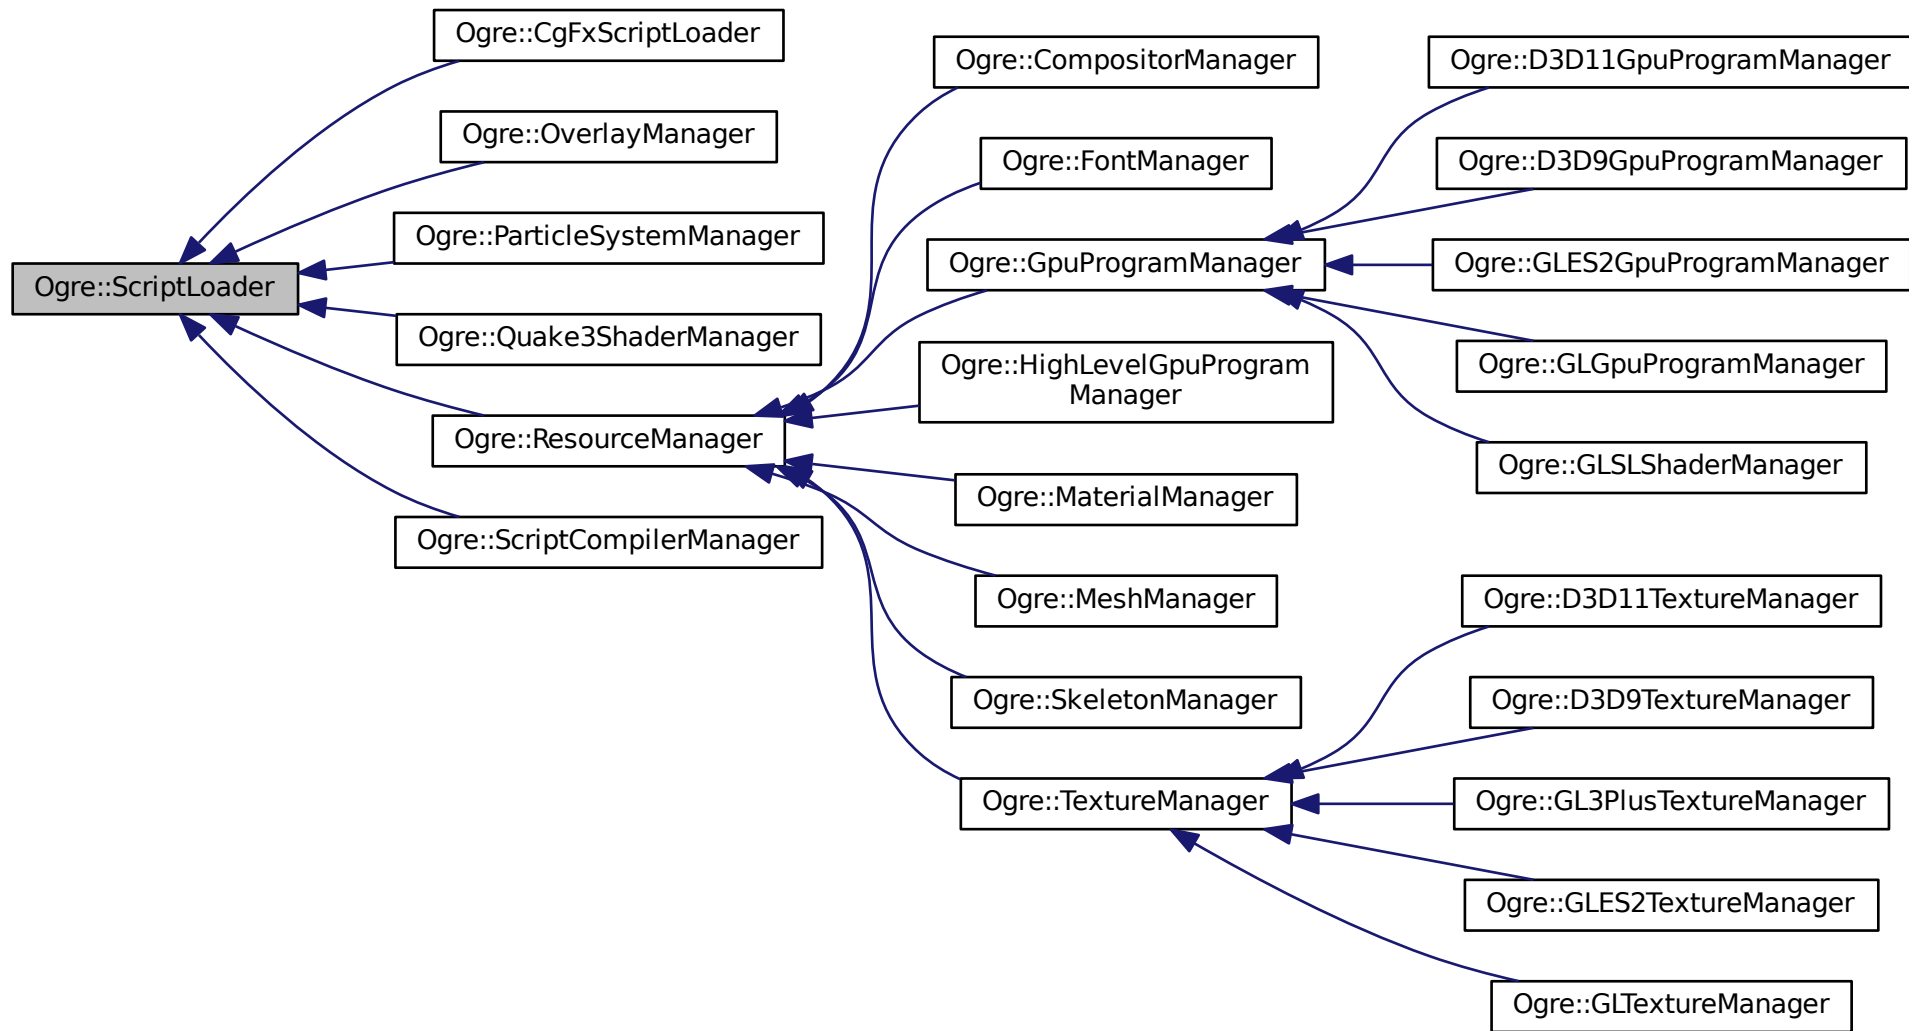 Ogre::ScriptLoader
Ogre::CgFxScriptLoader
Ogre::OverlayManager
Ogre::ParticleSystemManager
Ogre::Quake3ShaderManager
Ogre::ResourceManager
Ogre::ScriptCompilerManager
Ogre::CompositorManager
Ogre::FontManager
Ogre::GpuProgramManager
Ogre::HighLevelGpuProgram
Manager
Ogre::MaterialManager
Ogre::MeshManager
Ogre::SkeletonManager
Ogre::TextureManager
Ogre::D3D11GpuProgramManager
Ogre::D3D9GpuProgramManager
Ogre::GLES2GpuProgramManager
Ogre::GLGpuProgramManager
Ogre::GLSLShaderManager
Ogre::D3D11TextureManager
Ogre::D3D9TextureManager
Ogre::GL3PlusTextureManager
Ogre::GLES2TextureManager
Ogre::GLTextureManager